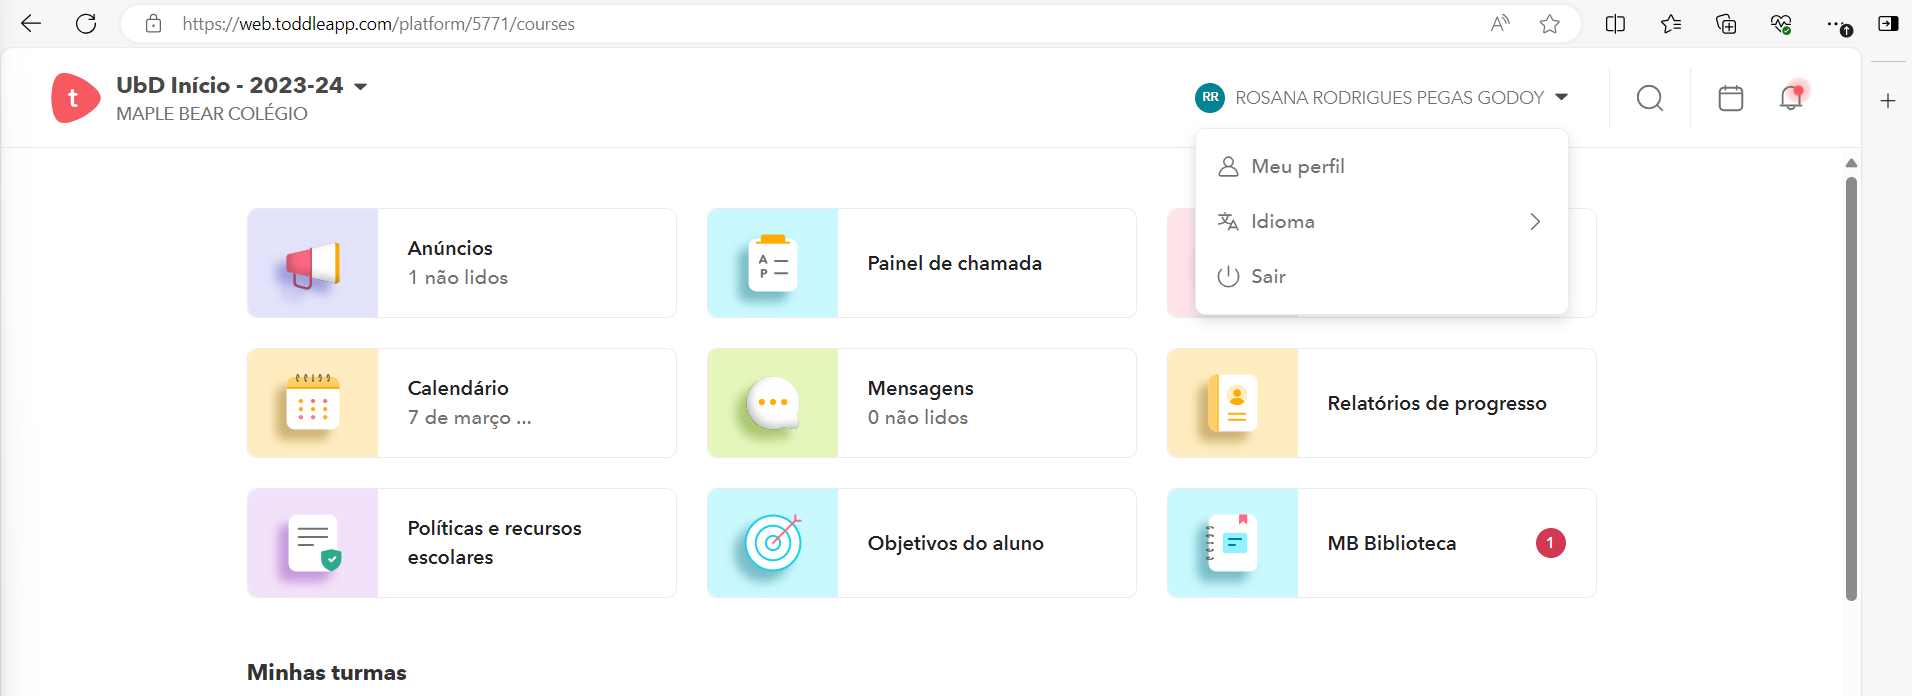 https://web.toddleapp.com/platform/5771/courses
t
UbD Início - 2023-24
MAPLE BEAR COLÉGIO
RR
ROSANA RODRIGUES PEGAS GODOY
Meu perfil
Idioma
Sair
Anúncios
1 não lidos
A
P
Painel de chamada
Calendário
7 de março ...
Mensagens
0 não lidos
Relatórios de progresso
Políticas e recursos
escolares
Objetivos do aluno
MB Biblioteca
1
Minhas turmas